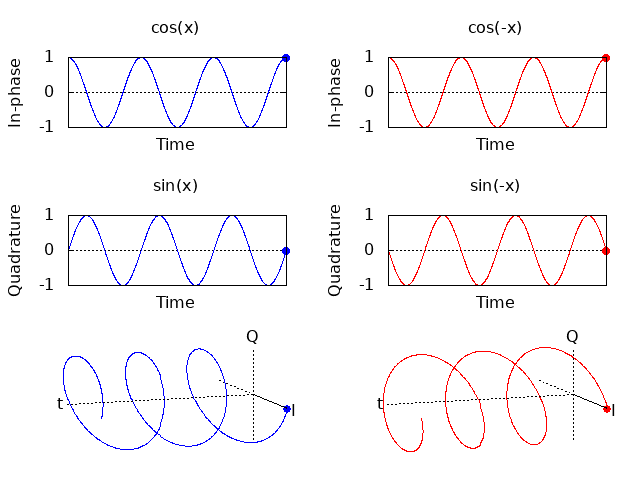 cos(x)
cos(-x)
In-phase
1
0
-1
Time
In-phase
1
0
-1
Time
sin(x)
sin(-x)
Quadrature
1
0
-1
Time
Quadrature
1
0
-1
Time
Q
t
I
Q
t
I